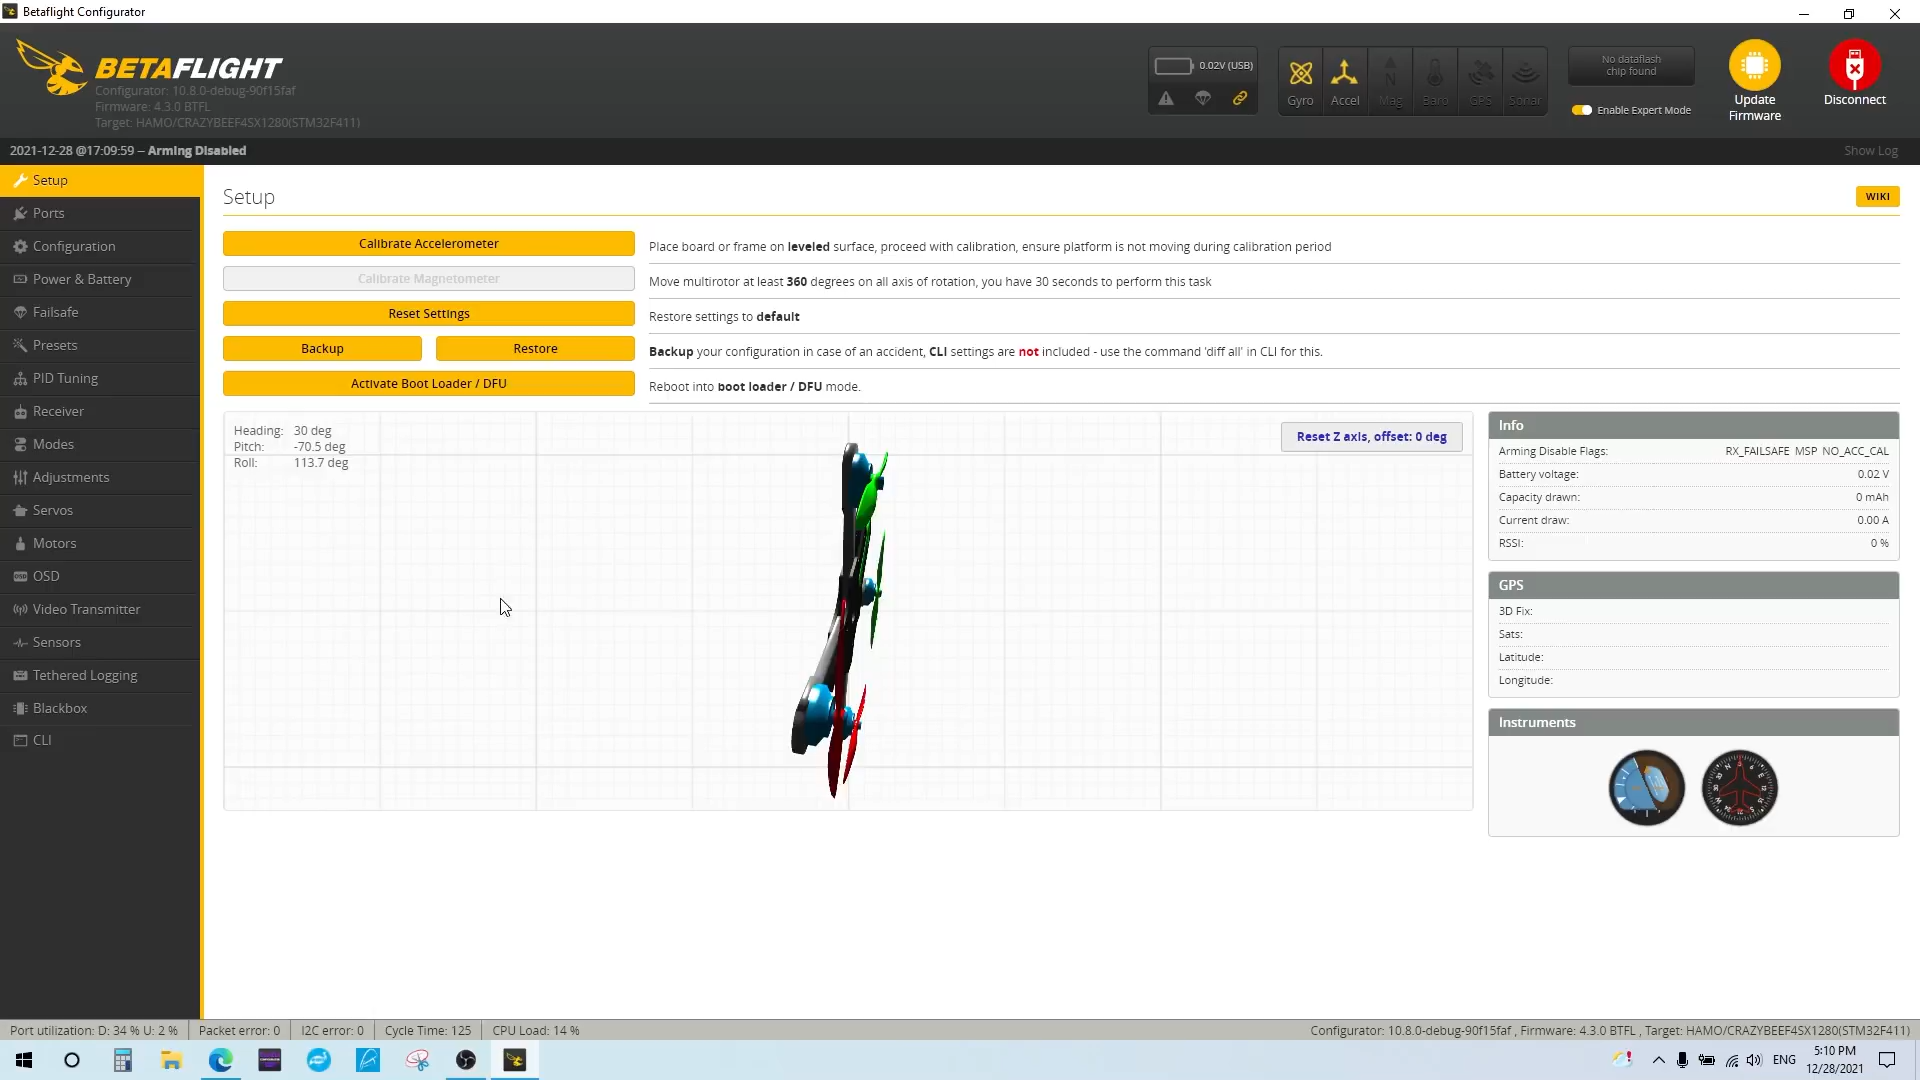 Betaflight Configurator
BETAFLIGHT
Configurator: 10.8.0-debug-90f15faf
Firmware: 4.3.0 BTFL
Target: HAMO/CRAZYBEEF4SX1280(STM32F411)
0.02V (USB)
Gyro
Accel
Mag
Baro
GPS
Sonar
No dataflash
chip found
Enable Expert Mode
Update
Firmware
Disconnect
2021-12-28 @17:09:59 -- Arming Disabled
Show Log
Setup
Ports
Configuration
Power & Battery
Failsafe
Presets
PID Tuning
Receiver
Modes
Adjustments
Servos
Motors
OSD
Video Transmitter
Sensors
Tethered Logging
Blackbox
CLI
Setup
WIKI
Calibrate Accelerometer
Place board or frame on leveled surface, proceed with calibration, ensure platform is not moving during calibration period
Calibrate Magnetometer
Move multirotor at least 360 degrees on all axis of rotation, you have 30 seconds to perform this task
Reset Settings
Restore settings to default
Backup
Restore
Backup your configuration in case of an accident, CLI settings are not included - use the command 'diff all' in CLI for this.
Activate Boot Loader / DFU
Reboot into boot loader / DFU mode.
Heading: 30 deg
Pitch: -70.5 deg
Roll: 113.7 deg
Reset Z axis, offset: 0 deg
Info
Arming Disable Flags: RX_FAILSAFE MSP NO_ACC_CAL
Battery voltage: 0.02 V
Capacity drawn: 0 mAh
Current draw: 0.00 A
RSSI: 0 %
GPS
3D Fix:
Sats:
Latitude:
Longitude:
Instruments
Port utilization: D: 34 % U: 2 %
Packet error: 0
I2C error: 0
Cycle Time: 125
CPU Load: 14 %
Configurator: 10.8.0-debug-90f15faf , Firmware: 4.3.0 BTFL , Target: HAMO/CRAZYBEEF4SX1280(STM32F411)
ENG
5:10 PM
12/28/2021